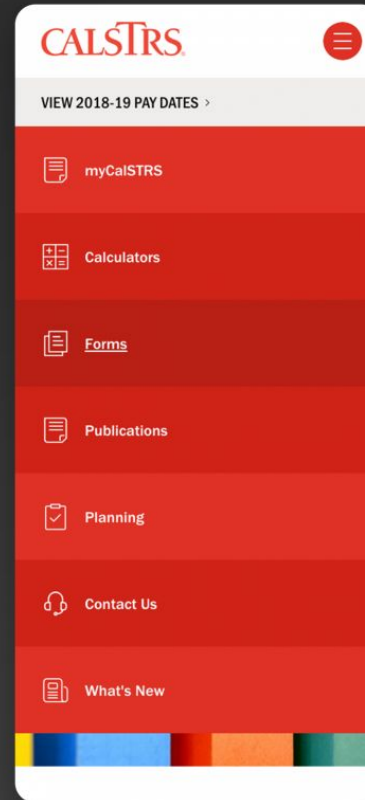 CALSTRS
VIEW 2018-19 PAY DATES >
myCalSTRS
Calculators
Forms
Publications
Planning
Contact Us
What's New